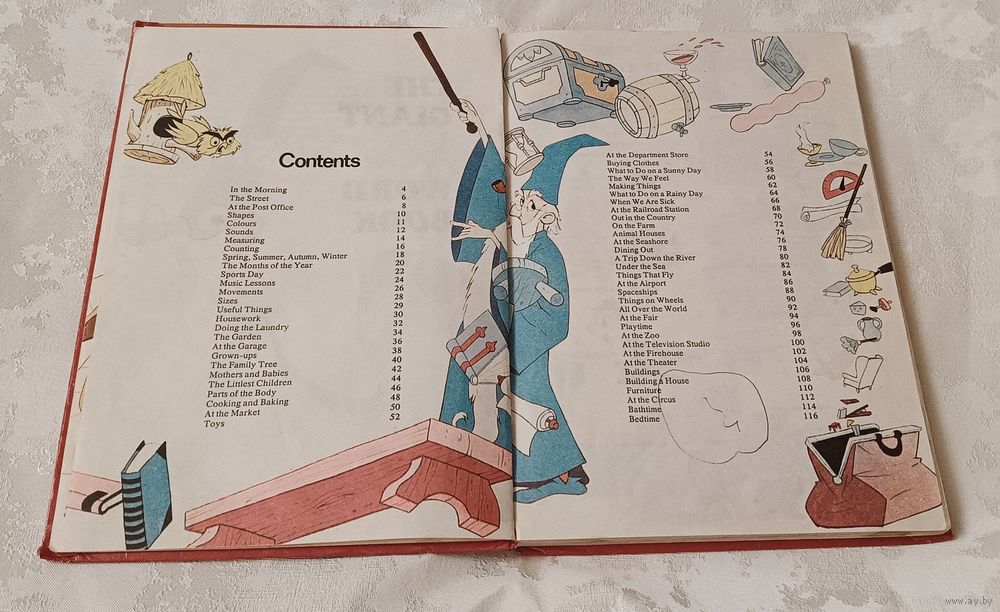 Contents
In the Morning 4
The Street 6
At the Post Office 8
Shapes 10
Colours 11
Sounds 12
Measuring 14
Counting 16
Spring, Summer, Autumn, Winter 18
The Months of the Year 20
Sports Day 22
Music Lessons 24
Movements 26
Sizes 28
Useful Things 29
Housework 30
Doing the Laundry 32
The Garden 34
At the Garage 36
Grown-ups 38
The Family Tree 40
Mothers and Babies 42
The Littlest Children 44
Parts of the Body 46
Cooking and Baking 48
At the Market 50
Toys 52
At the Department Store 54
Buying Clothes 56
What to Do on a Sunny Day 58
The Way We Feel 60
Making Things 62
What to Do on a Rainy Day 64
When We Are Sick 66
At the Railroad Station 68
Out in the Country 70
On the Farm 72
Animal Houses 74
At the Seashore 76
Dining Out 78
A Trip Down the River 80
Under the Sea 82
Things That Fly 84
At the Airport 86
Spaceships 88
Things on Wheels 90
All Over the World 92
At the Fair 94
Playtime 96
At the Zoo 98
At the Television Studio 100
At the Firehouse 102
At the Theater 104
Buildings 106
Building a House 108
Furniture 110
At the Circus 112
Bathtime 114
Bedtime 116
www.ay.by